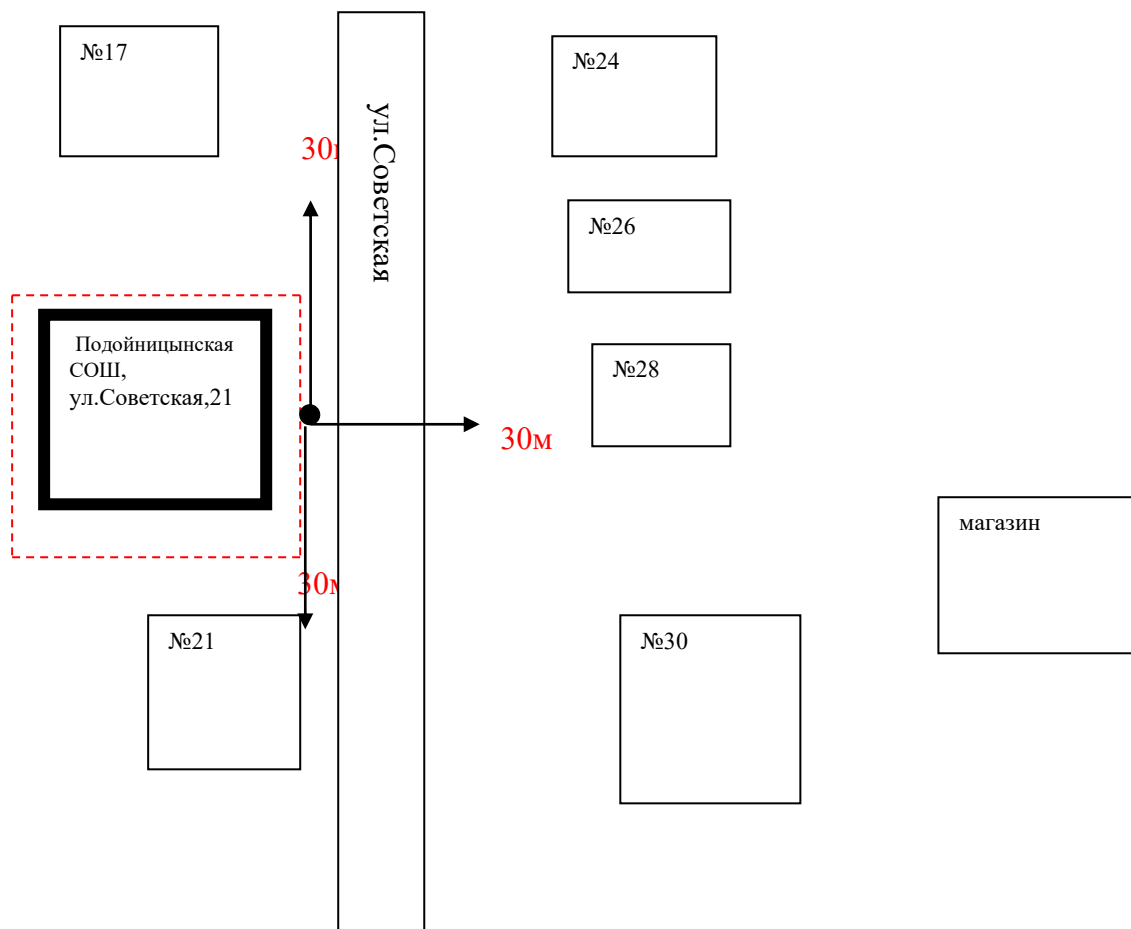 №17
№24
ул.Советская
30м
№26
Подойницынская
СОШ,
ул.Советская,21
№28
30м
магазин
30м
№21
№30